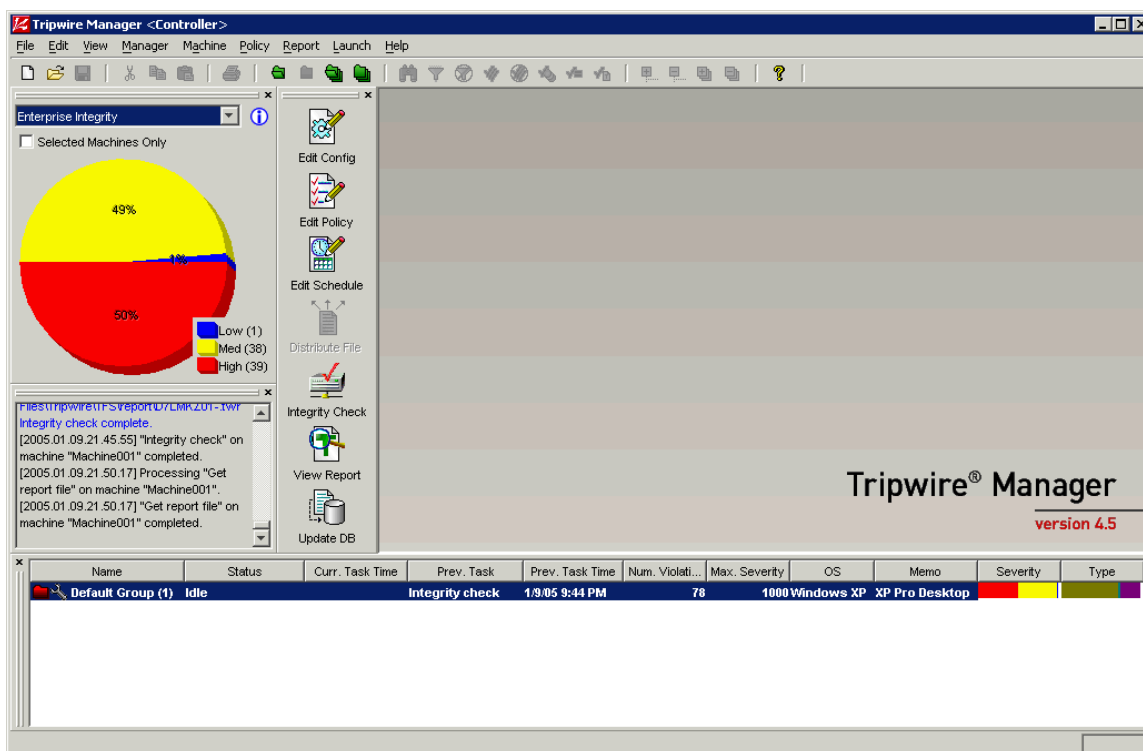 Tripwire Manager <Controller>
File Edit View Manager Machine Policy Report Launch Help
Enterprise Integrity
Selected Machines Only
49%
1%
50%
Low (1)
Med (38)
High (39)
Integrity check complete.
[2005.01.09.21.45.55] "Integrity check" on
machine "Machine001" completed.
[2005.01.09.21.50.17] Processing "Get
report file" on machine "Machine001".
[2005.01.09.21.50.17] "Get report file" on
machine "Machine001" completed.
Edit Config
Edit Policy
Edit Schedule
Distribute File
Integrity Check
View Report
Update DB
Tripwire® Manager
version 4.5
Name Status Curr. Task Time Prev. Task Prev. Task Time Num. Violati... Max. Severity OS Memo Severity Type
Default Group (1) Idle Integrity check 1/9/05 9:44 PM 78 1000 Windows XP XP Pro Desktop